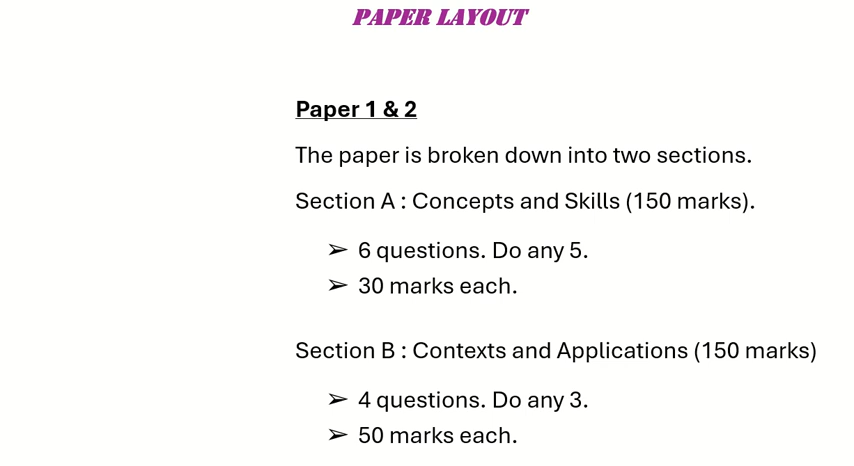 PAPER LAYOUT
Paper 1 & 2
The paper is broken down into two sections.
Section A : Concepts and Skills (150 marks).
➢ 6 questions. Do any 5.
➢ 30 marks each.
Section B : Contexts and Applications (150 marks)
➢ 4 questions. Do any 3.
➢ 50 marks each.